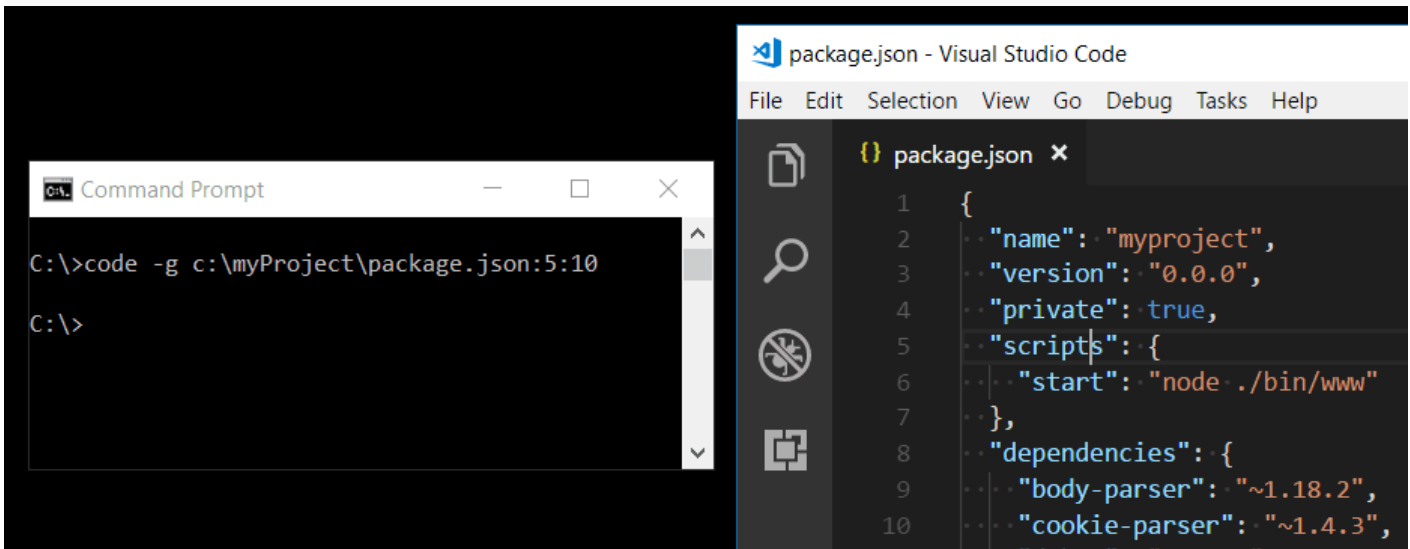 Command Prompt
C:\>code -g c:\myProject\package.json:5:10
C:\>
package.json - Visual Studio Code
File Edit Selection View Go Debug Tasks Help
{} package.json ×
1 {
2 "name": "myproject",
3 "version": "0.0.0",
4 "private": true,
5 "scripts": {
6 "start": "node ./bin/www"
7 },
8 "dependencies": {
9 "body-parser": "~1.18.2",
10 "cookie-parser": "~1.4.3",